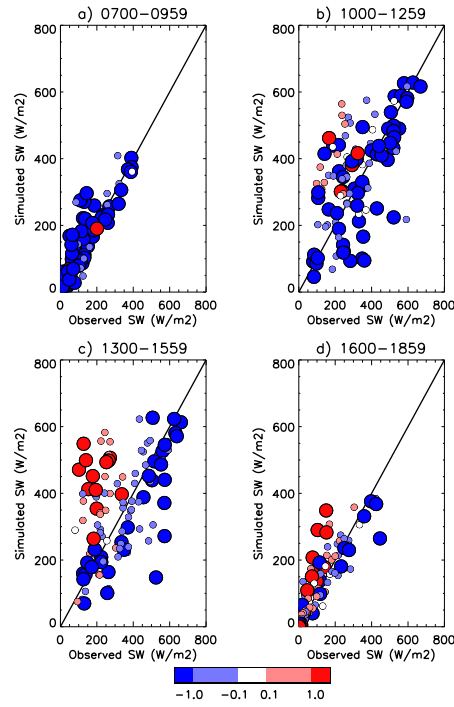 a) 0700-0959
b) 1000-1259
Simulated SW (W/m2)
800
600
400
200
0
0 200 400 600 800
Observed SW (W/m2)
Simulated SW (W/m2)
800
600
400
200
0
0 200 400 600 800
Observed SW (W/m2)
c) 1300-1559
d) 1600-1859
Simulated SW (W/m2)
800
600
400
200
0
0 200 400 600 800
Observed SW (W/m2)
Simulated SW (W/m2)
800
600
400
200
0
0 200 400 600 800
Observed SW (W/m2)
-1.0 -0.1 0.1 1.0